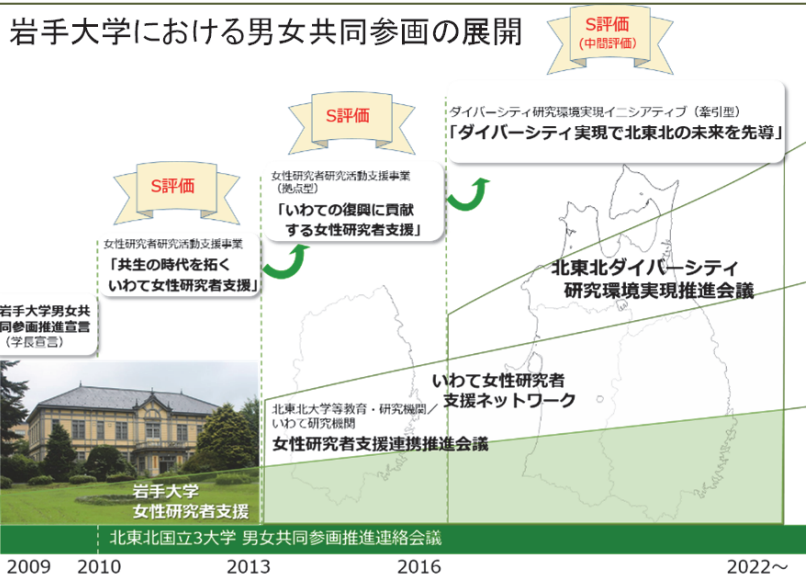 岩手大学における男女共同参画の展開
S評価
(中間評価)
ダイバーシティ研究環境実現イニシアティブ（牽引型）
「ダイバーシティ実現で北東北の未来を先導」
S評価
女性研究者研究活動支援事業
（拠点型）
「いわての復興に貢献
する女性研究者支援」
S評価
女性研究者研究活動支援事業
「共生の時代を拓く
いわて女性研究者支援」
岩手大学男女共
同参画推進宣言
（学長宣言）
北東北ダイバーシティ
研究環境実現推進会議
いわて女性研究者
支援ネットワーク
北東北大学等教育・研究機関／
いわて研究機関
女性研究者支援連携推進会議
岩手大学
女性研究者支援
北東北国立3大学 男女共同参画推進連絡会議
2009 2010 2013 2016 2022～